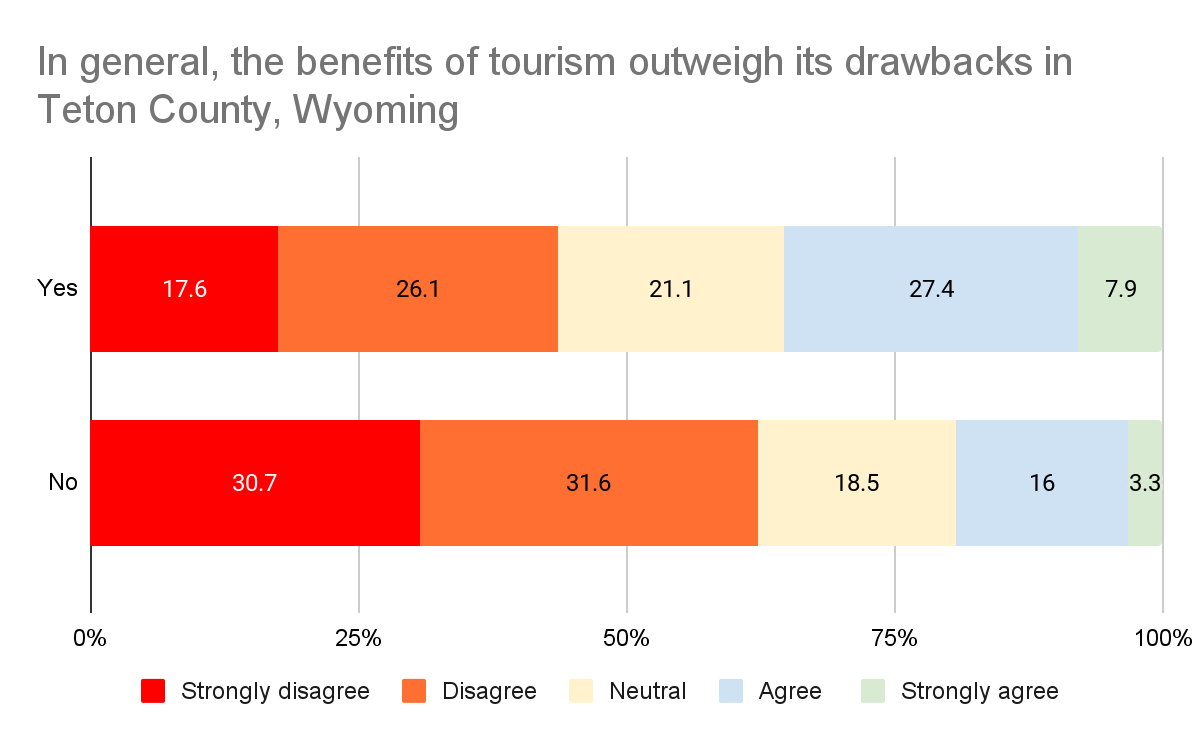 In general, the benefits of tourism outweigh its drawbacks in
Teton County, Wyoming
Yes
17.6
26.1
21.1
27.4
7.9
No
30.7
31.6
18.5
16
3.3
0%
25%
50%
75%
100%
Strongly disagree
Disagree
Neutral
Agree
Strongly agree